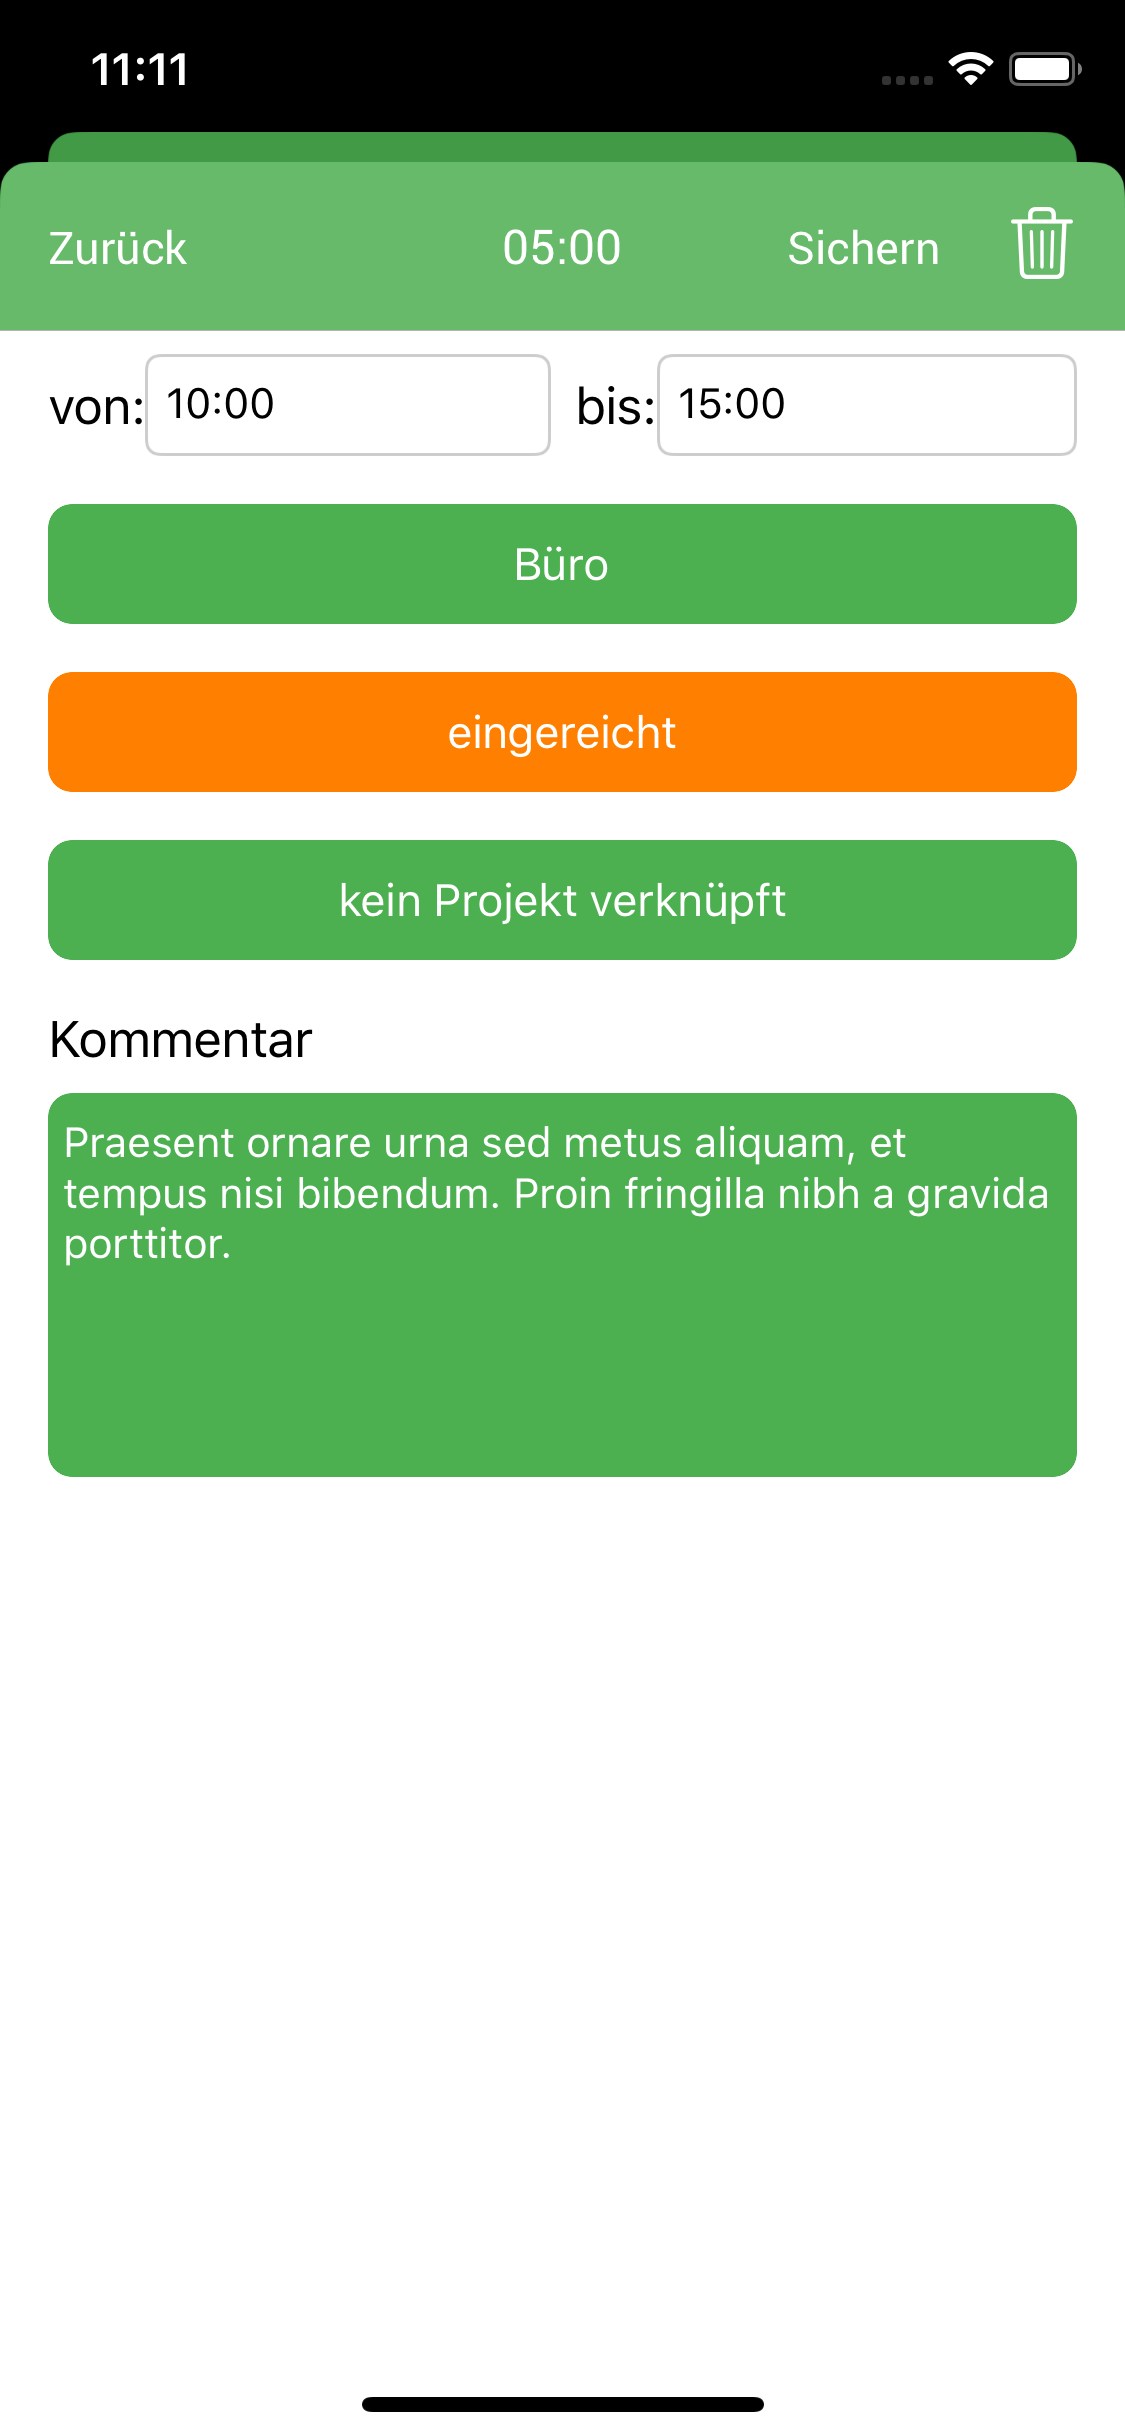 11:11
Zurück 05:00 Sichern
von: 10:00 bis: 15:00
Büro
eingereicht
kein Projekt verknüpft
Kommentar
Praesent ornare urna sed metus aliquam, et
tempus nisi bibendum. Proin fringilla nibh a gravida
porttitor.